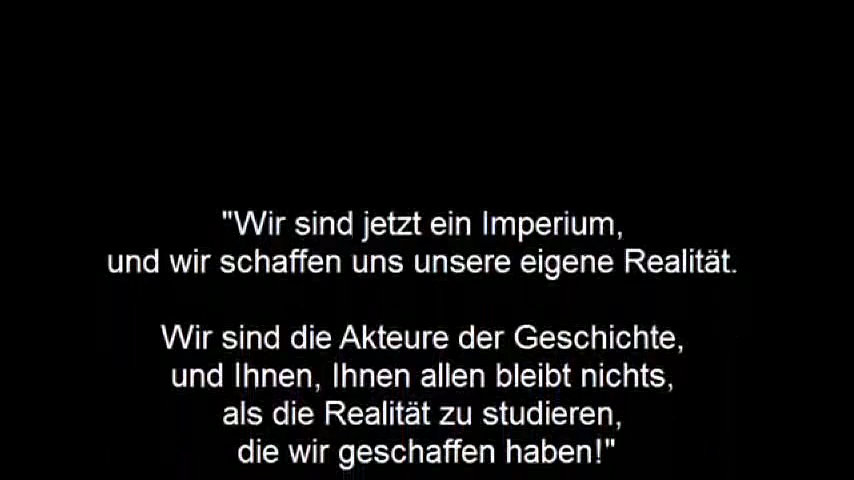 "Wir sind jetzt ein Imperium,
und wir schaffen uns unsere eigene Realität.
Wir sind die Akteure der Geschichte,
und Ihnen, Ihnen allen bleibt nichts,
als die Realität zu studieren,
die wir geschaffen haben!"